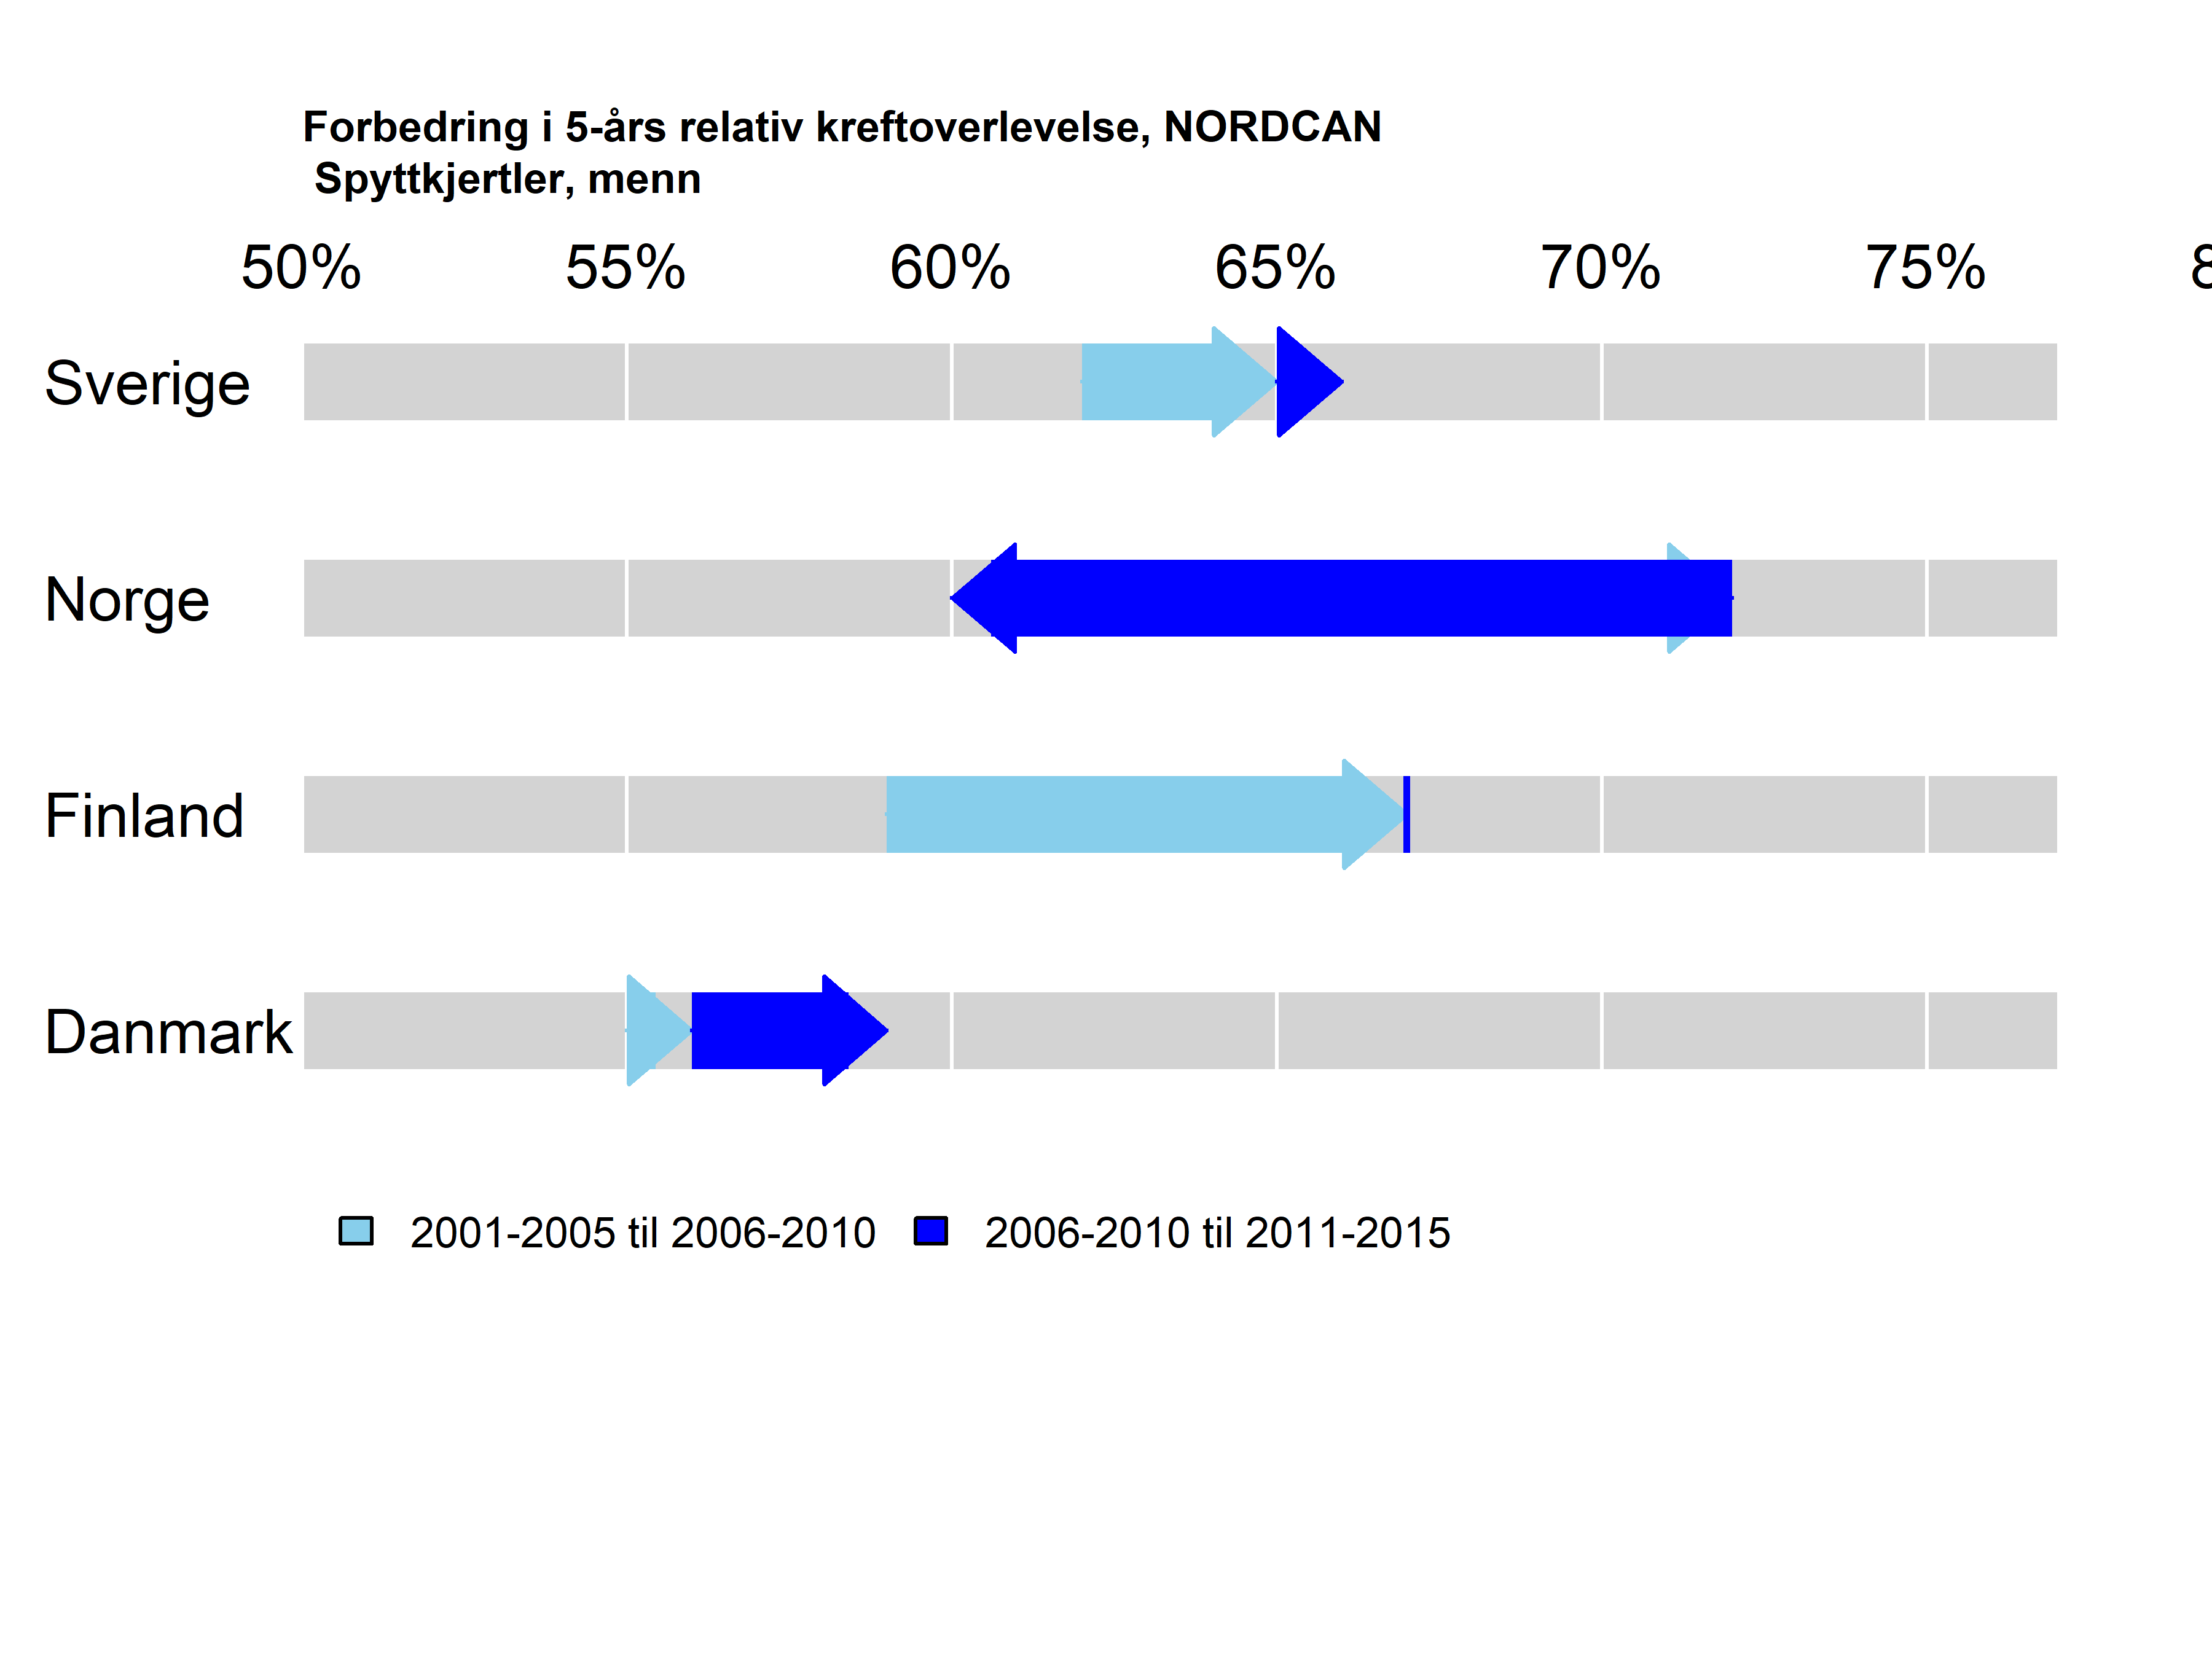 Forbedring i 5-års relativ kreftoverlevelse, NORDCAN
Spyttkjertler, menn
50% 55% 60% 65% 70% 75% 8
Sverige
Norge
Finland
Danmark
2001-2005 til 2006-2010 2006-2010 til 2011-2015